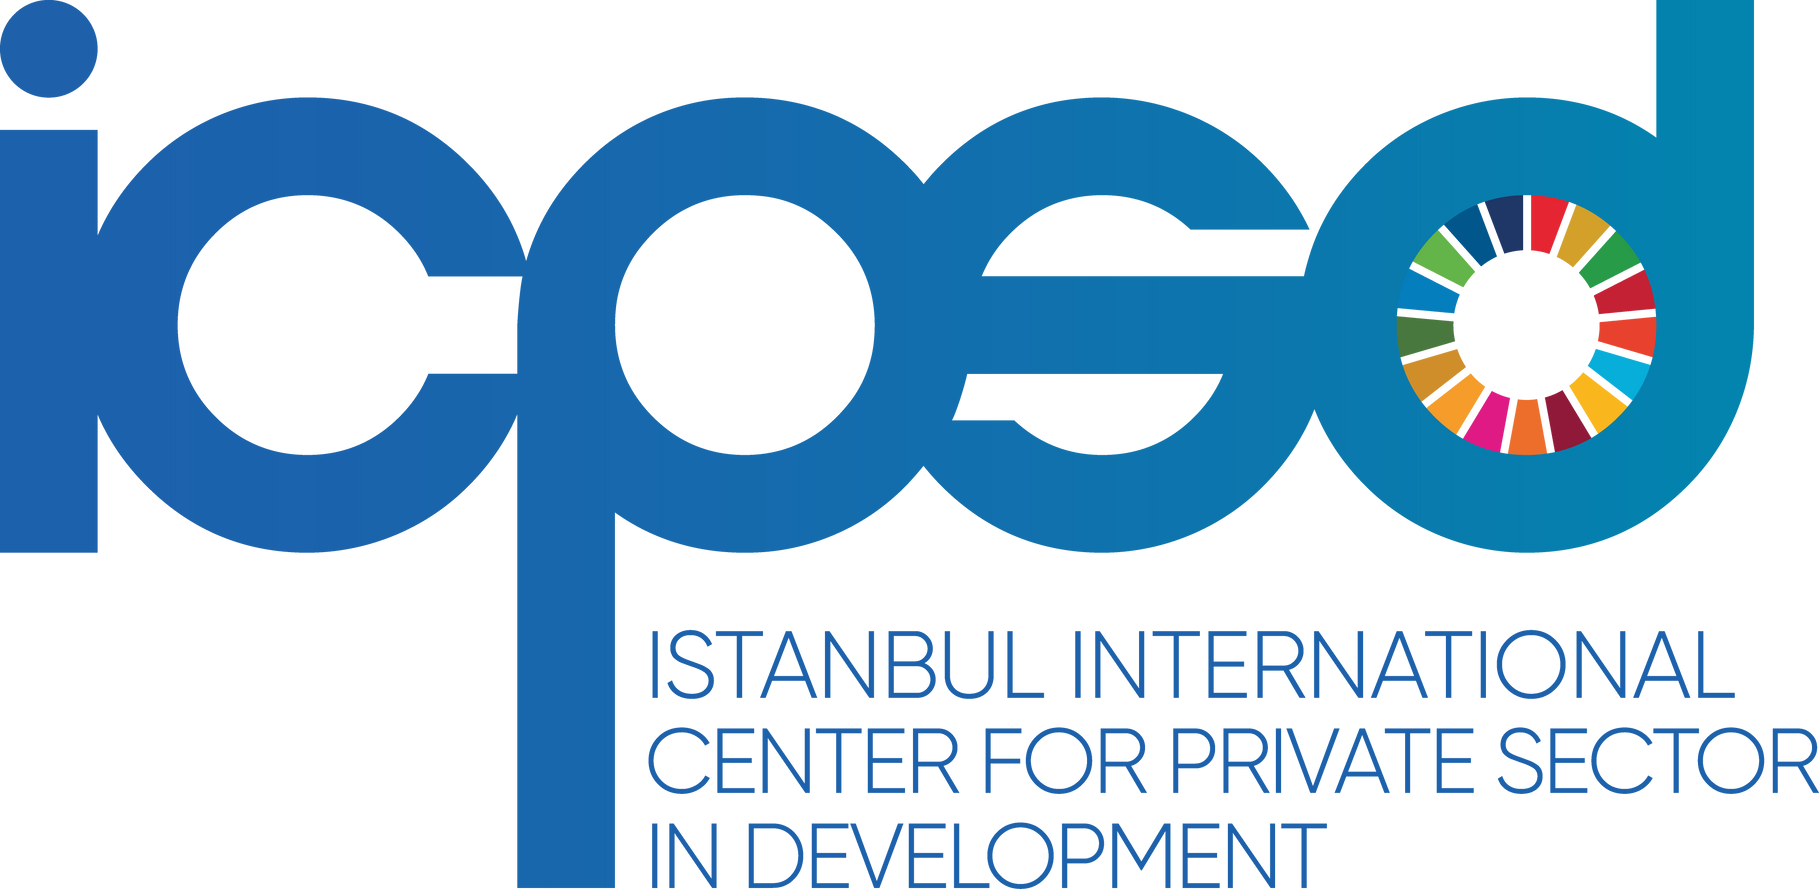 icpsd
ISTANBUL INTERNATIONAL
CENTER FOR PRIVATE SECTOR
IN DEVELOPMENT